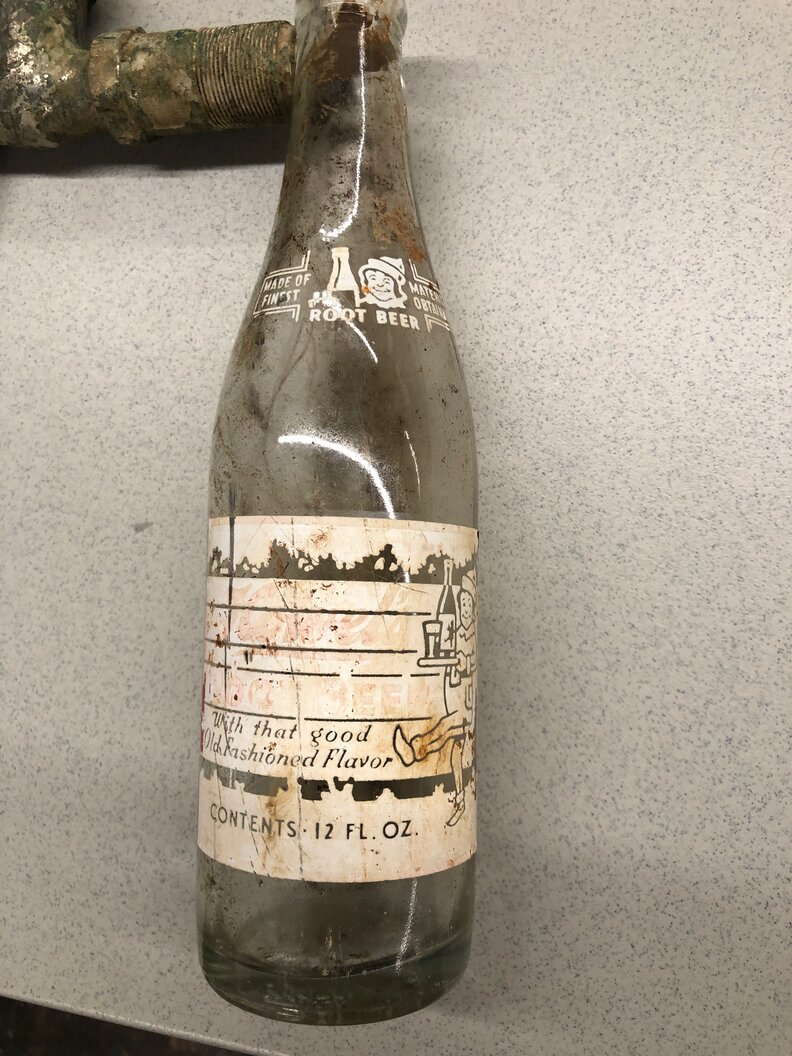 MADE OF
FINEST
ROOT BEER
With that good
Old Fashioned Flavor
CONTENTS · 12 FL. OZ.